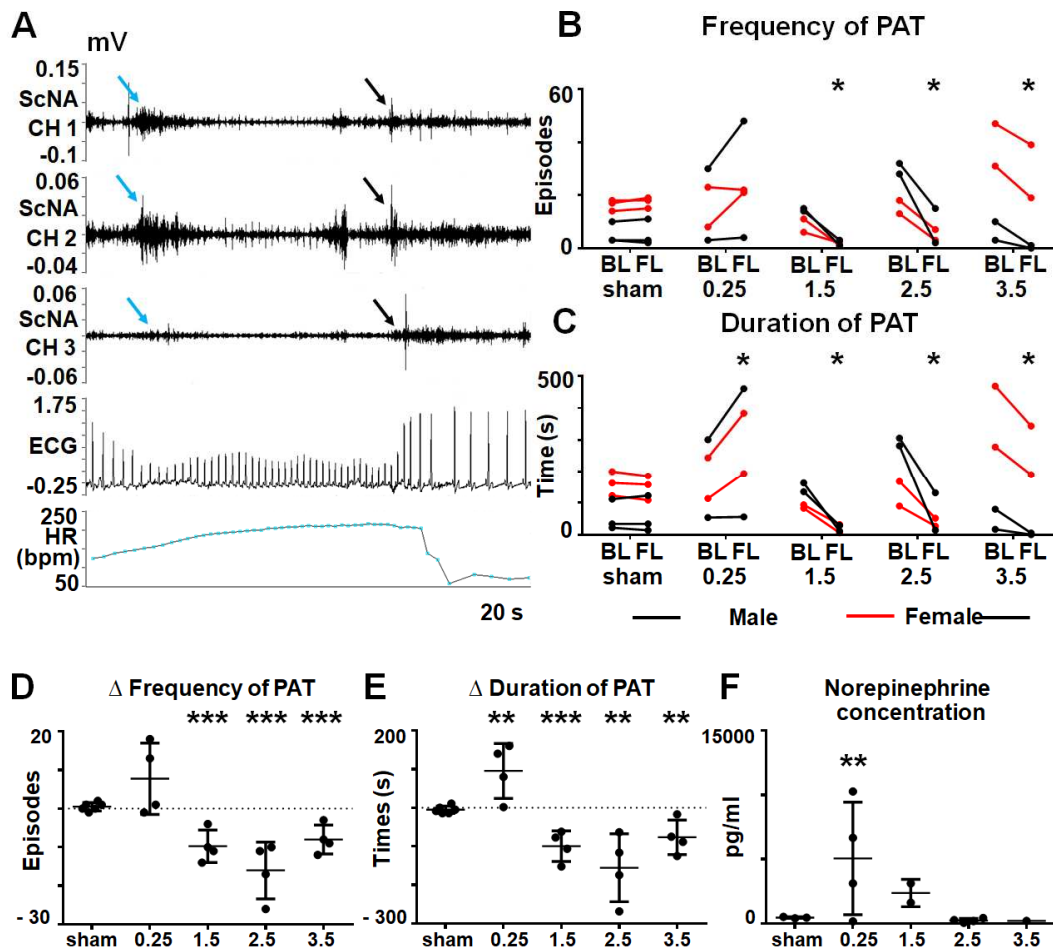 A
mV
0.15
ScNA
CH 1
-0.1
0.06
ScNA
CH 2
-0.04
0.06
ScNA
CH 3
-0.06
1.75
ECG
-0.25
250
HR
(bpm)
50
20 s
B
Frequency of PAT
60
Episodes
0
* * *
BL FL BL FL BL FL BL FL BL FL
sham 0.25 1.5 2.5 3.5
C
Duration of PAT
500
Time (s)
0
* * * *
BL FL BL FL BL FL BL FL BL FL
sham 0.25 1.5 2.5 3.5
Male Female
D
Δ Frequency of PAT
*** *** ***
20
Episodes
- 30
sham 0.25 1.5 2.5 3.5
E
Δ Duration of PAT
** *** ** **
200
Times (s)
-300
sham 0.25 1.5 2.5 3.5
F
Norepinephrine
concentration
15000
**
pg/ml
0
sham 0.25 1.5 2.5 3.5